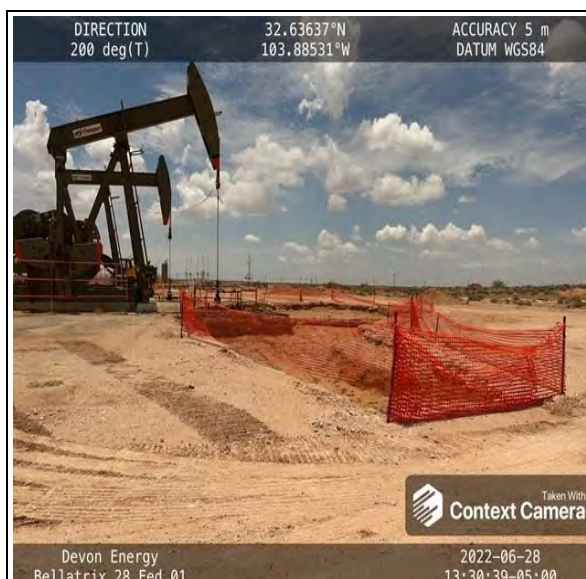 DIRECTION
200 deg(T)
32.63637°N
103.88531°W
ACCURACY 5 m
DATUM WGS84
Taken With
Context Camera
Devon Energy
Bellatrix 28 Fed 01
2022-06-28
13:30:39-05:00